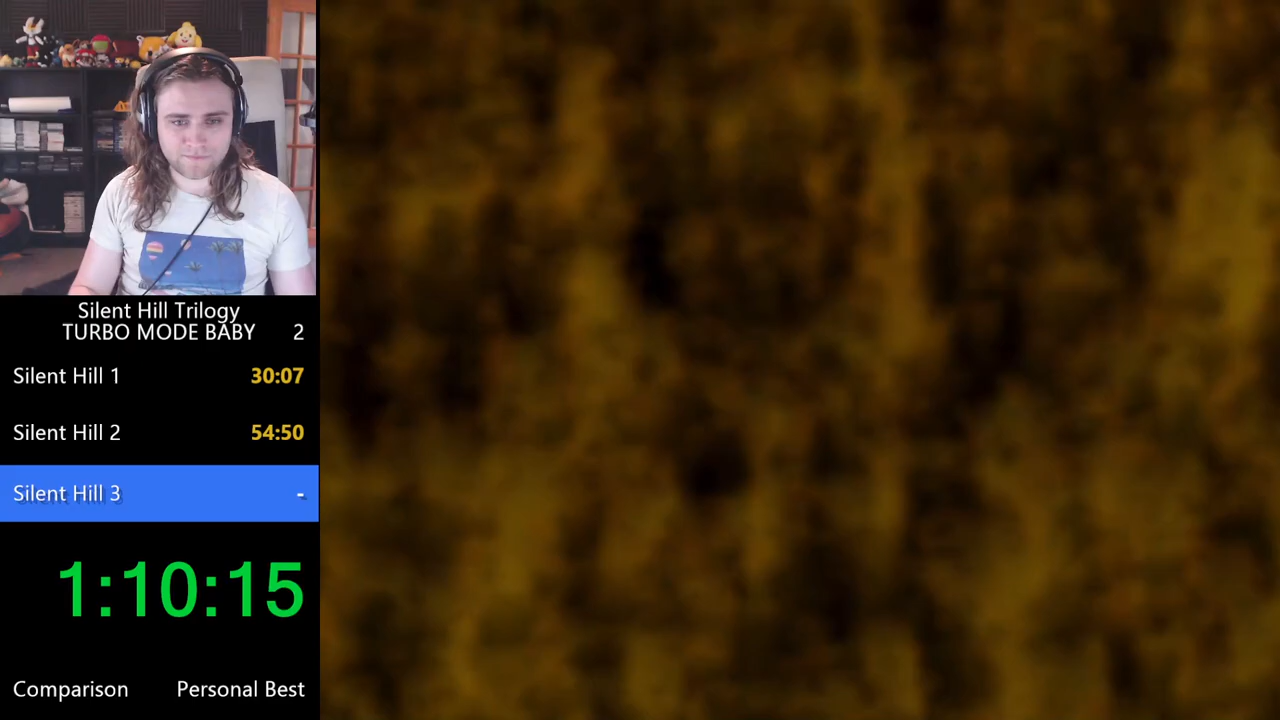 Silent Hill Trilogy
TURBO MODE BABY 2
Silent Hill 1 30:07
Silent Hill 2 54:50
Silent Hill 3 -
1:10:15
Comparison Personal Best